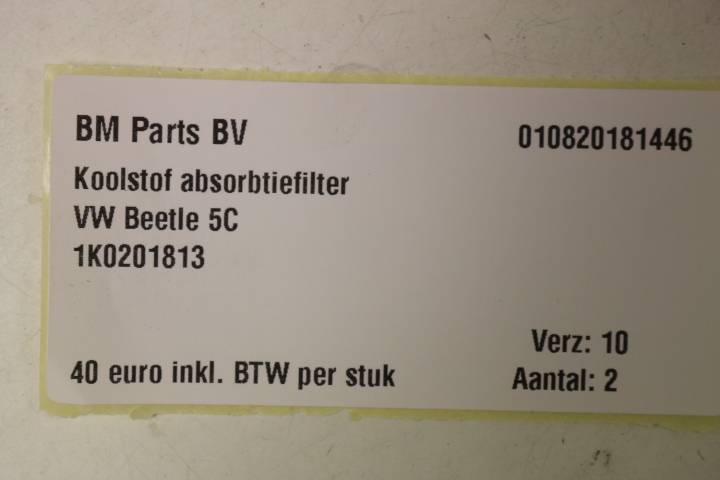 BM Parts BV 010820181446
Koolstof absorbtiefilter
VW Beetle 5C
1K0201813
Verz: 10
40 euro inkl. BTW per stuk Aantal: 2